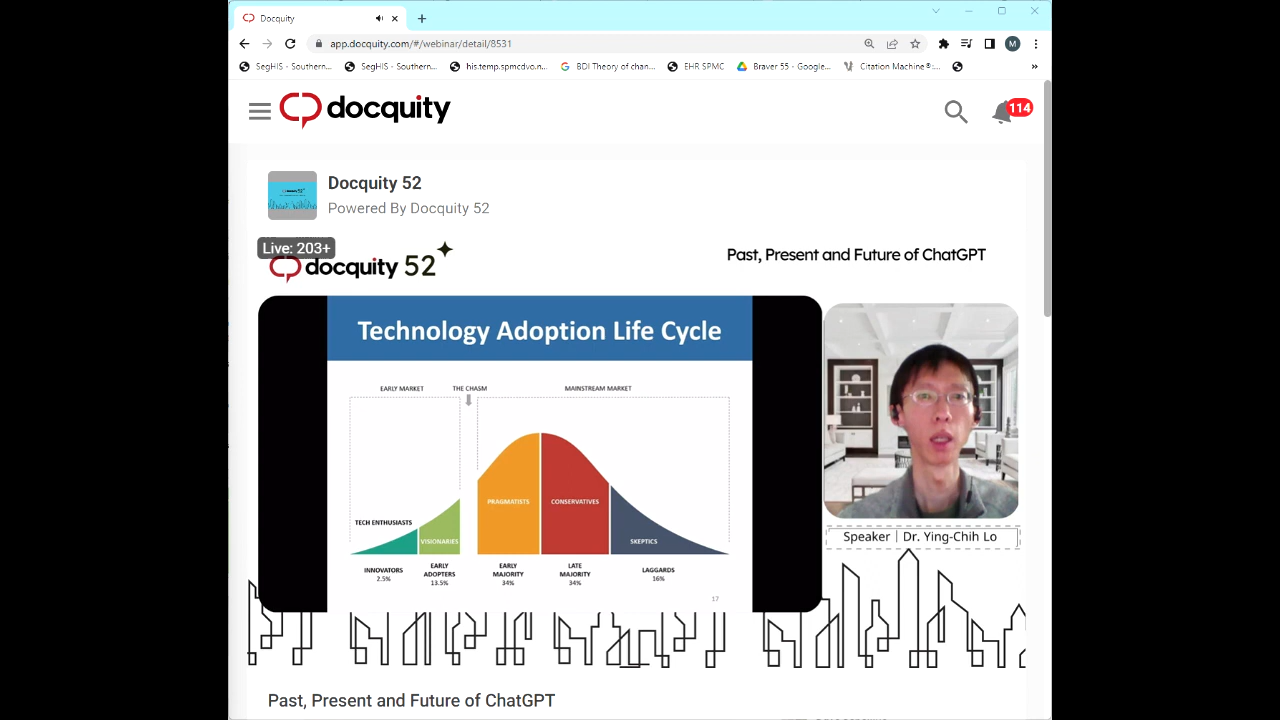 Docquity
app.docquity.com/#/webinar/detail/8531
M
SegHIS - Southern...
SegHIS - Southern...
his.temp.spmcdvo.n...
BDI Theory of chan...
EHR SPMC
Braver 55 - Google...
Citation Machine®:...
»
docquity
114
Docquity 52
Powered By Docquity 52
Live: 203+
docquity 52
Past, Present and Future of ChatGPT
Technology Adoption Life Cycle
EARLY MARKET
THE CHASM
MAINSTREAM MARKET
PRAGMATISTS
CONSERVATIVES
TECH ENTHUSIASTS
VISIONARIES
SKEPTICS
INNOVATORS
2.5%
EARLY
ADOPTERS
13.5%
EARLY
MAJORITY
34%
LATE
MAJORITY
34%
LAGGARDS
16%
17
Speaker | Dr. Ying-Chih Lo
Past, Present and Future of ChatGPT